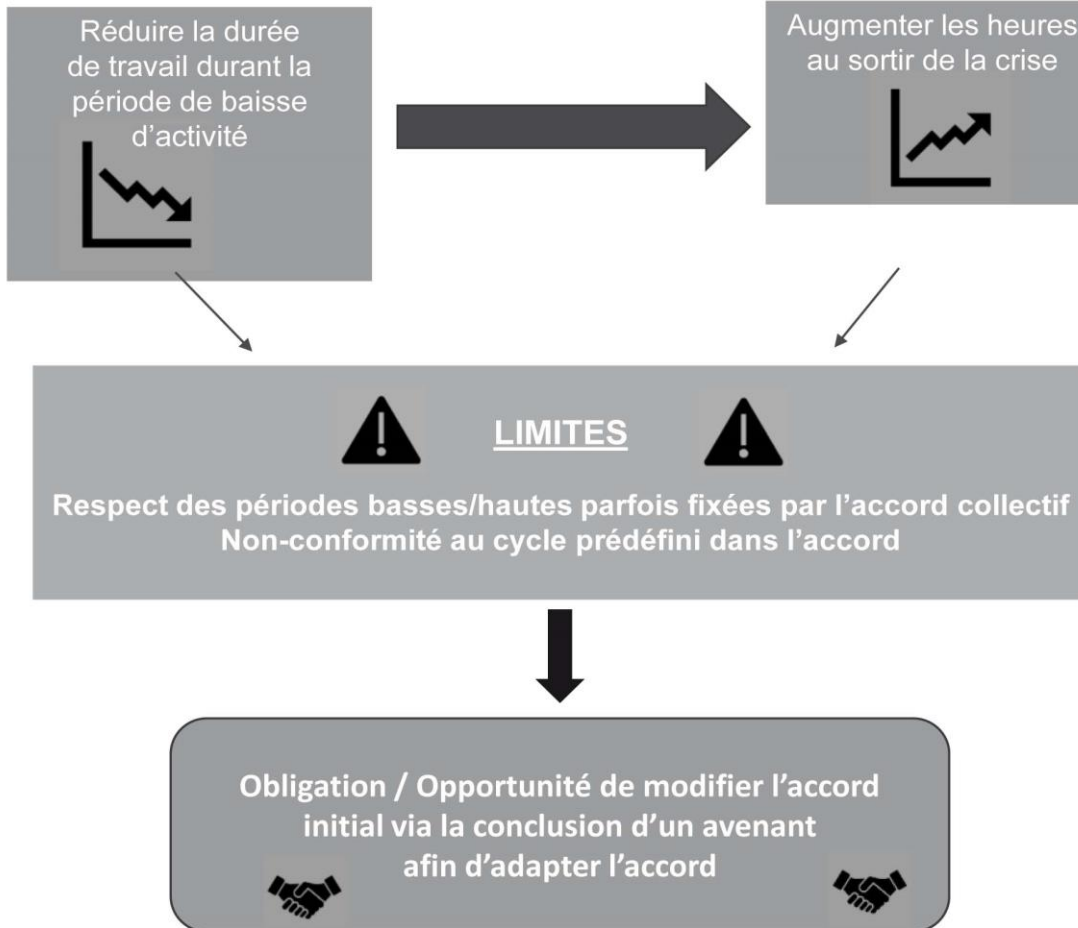 Réduire la durée
de travail durant la
période de baisse
d'activité
Augmenter les heures
au sortir de la crise
LIMITES
Respect des périodes basses/hautes parfois fixées par l'accord collectif
Non-conformité au cycle prédéfini dans l'accord
Obligation / Opportunité de modifier l'accord
initial via la conclusion d'un avenant
afin d'adapter l'accord